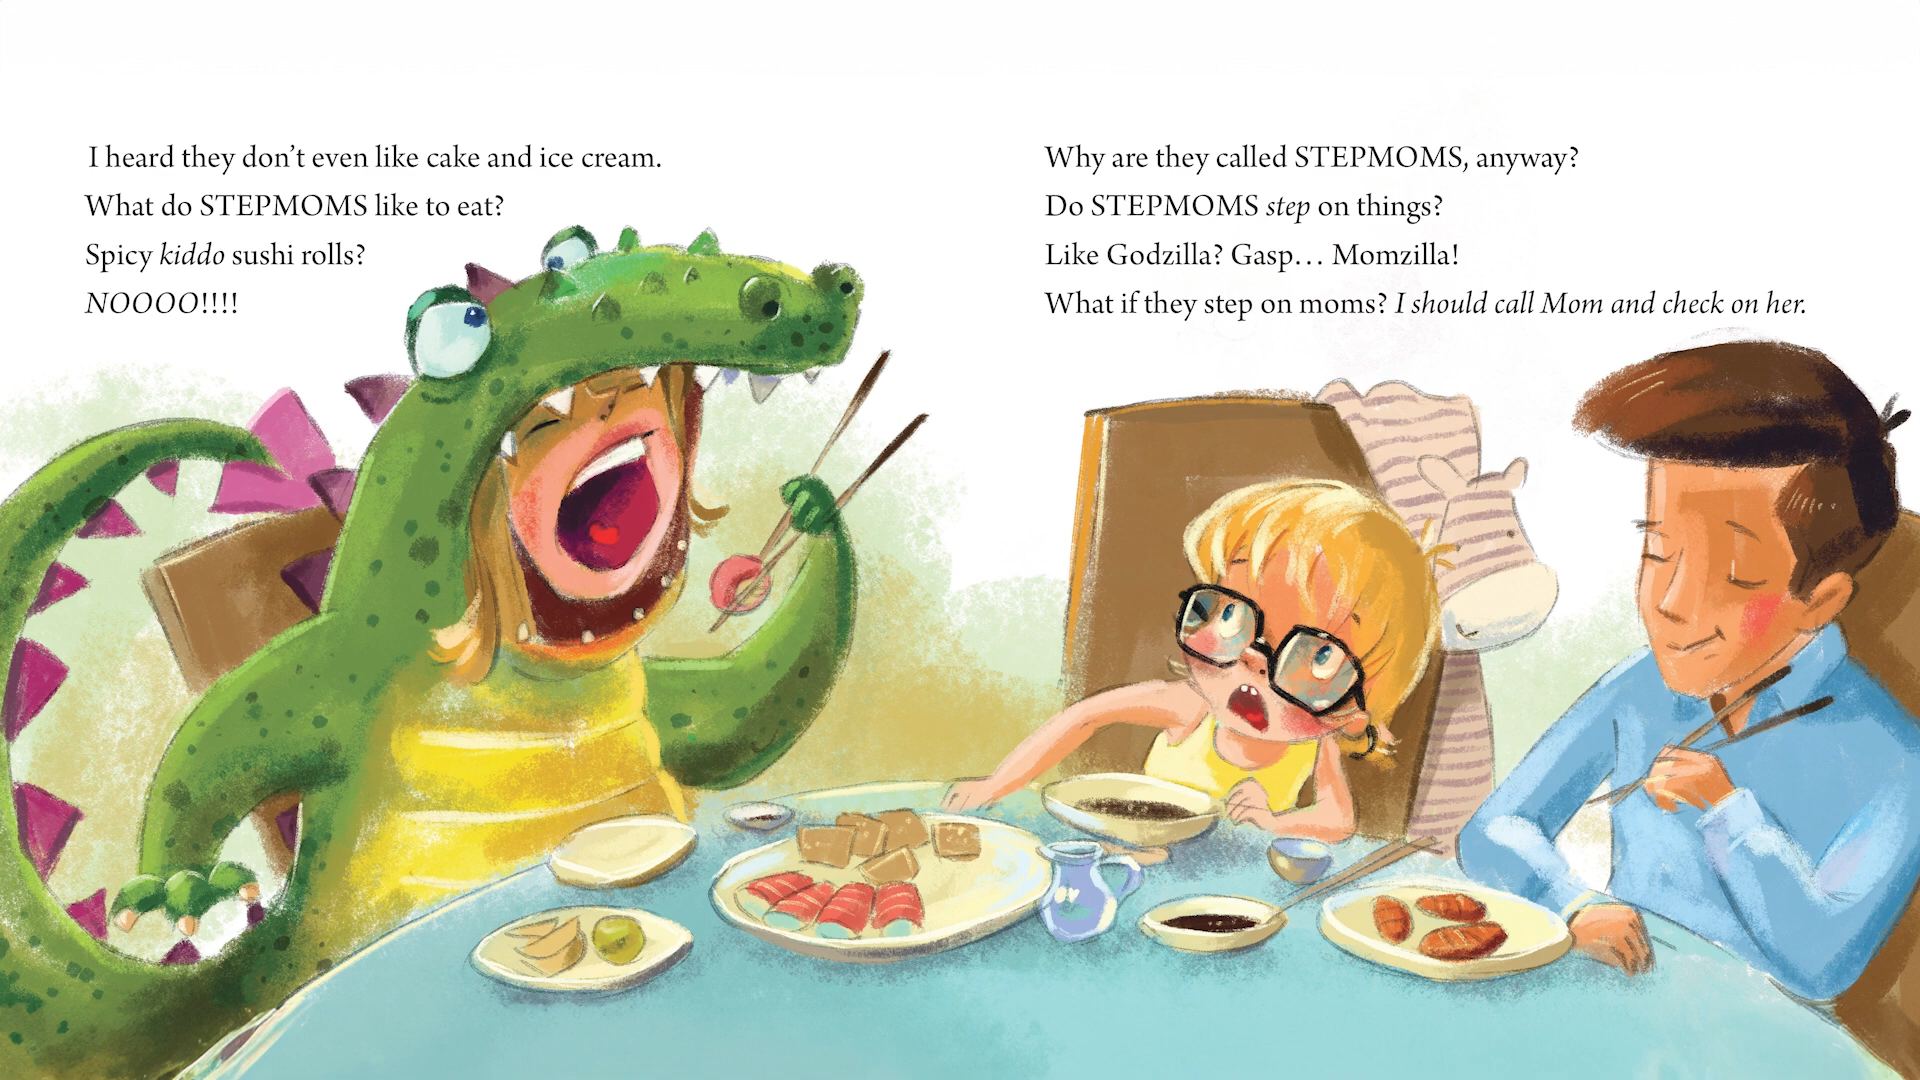 I heard they don’t even like cake and ice cream.
What do STEPMOMS like to eat?
Spicy kiddo sushi rolls?
NOOOO!!!!
Why are they called STEPMOMS, anyway?
Do STEPMOMS step on things?
Like Godzilla? Gasp… Momzilla!
What if they step on moms? I should call Mom and check on her.